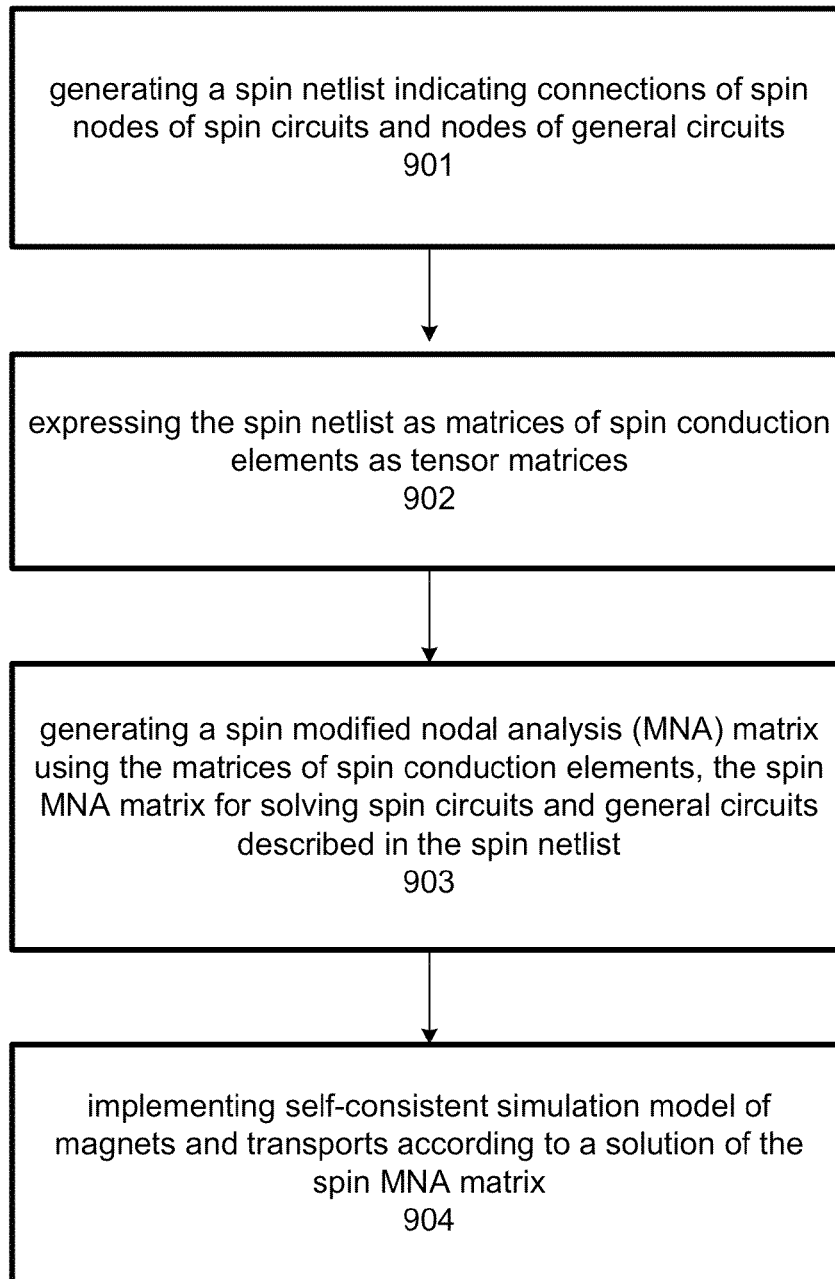 generating a spin netlist indicating connections of spin
nodes of spin circuits and nodes of general circuits
901
expressing the spin netlist as matrices of spin conduction
elements as tensor matrices
902
generating a spin modified nodal analysis (MNA) matrix
using the matrices of spin conduction elements, the spin
MNA matrix for solving spin circuits and general circuits
described in the spin netlist
903
implementing self-consistent simulation model of
magnets and transports according to a solution of the
spin MNA matrix
904